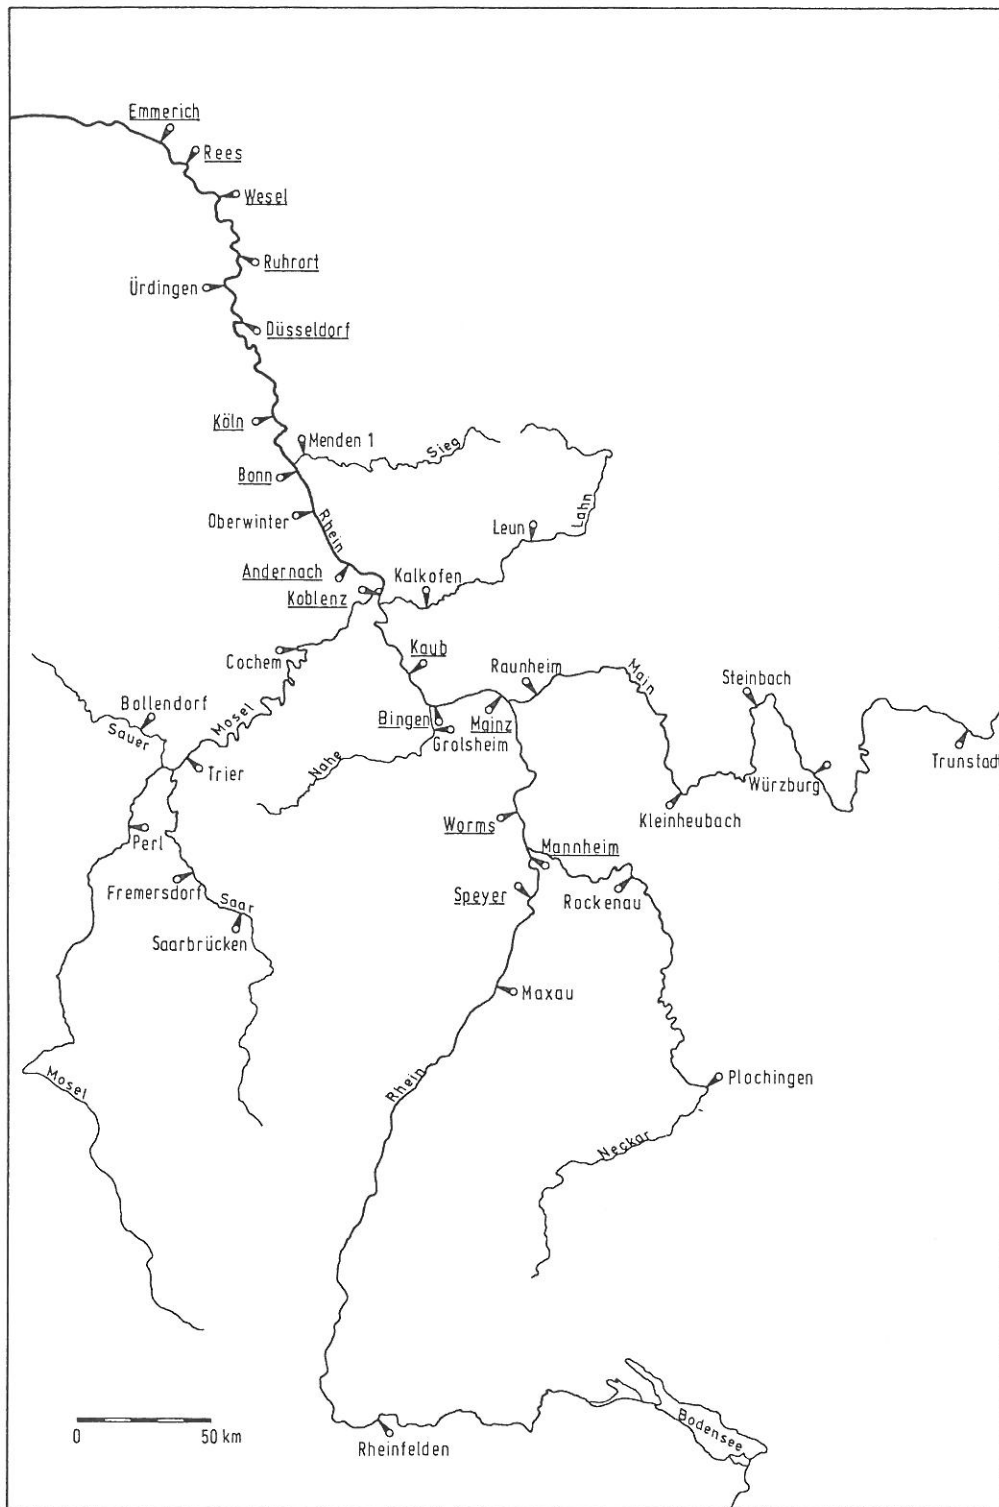 Emmerich
Rees
Wesel
Ruhrort
Ürdingen
Düsseldorf
Köln
Menden 1
Sieg
Bonn
Lahn
Oberwinter
Rhein
Leun
Andernach
Kalkofen
Koblenz
Kaub
Cochem
Raunheim
Main
Steinbach
Bollendorf
Mosel
Bingen
Mainz
Sauer
Grolsheim
Nahe
Trier
Trunstadt
Würzburg
Kleinheubach
Worms
Perl
Mannheim
Fremersdorf
Speyer
Rockenau
Saar
Saarbrücken
Maxau
Mosel
Rhein
Plochingen
Neckar
Bodensee
0 50 km
Rheinfelden